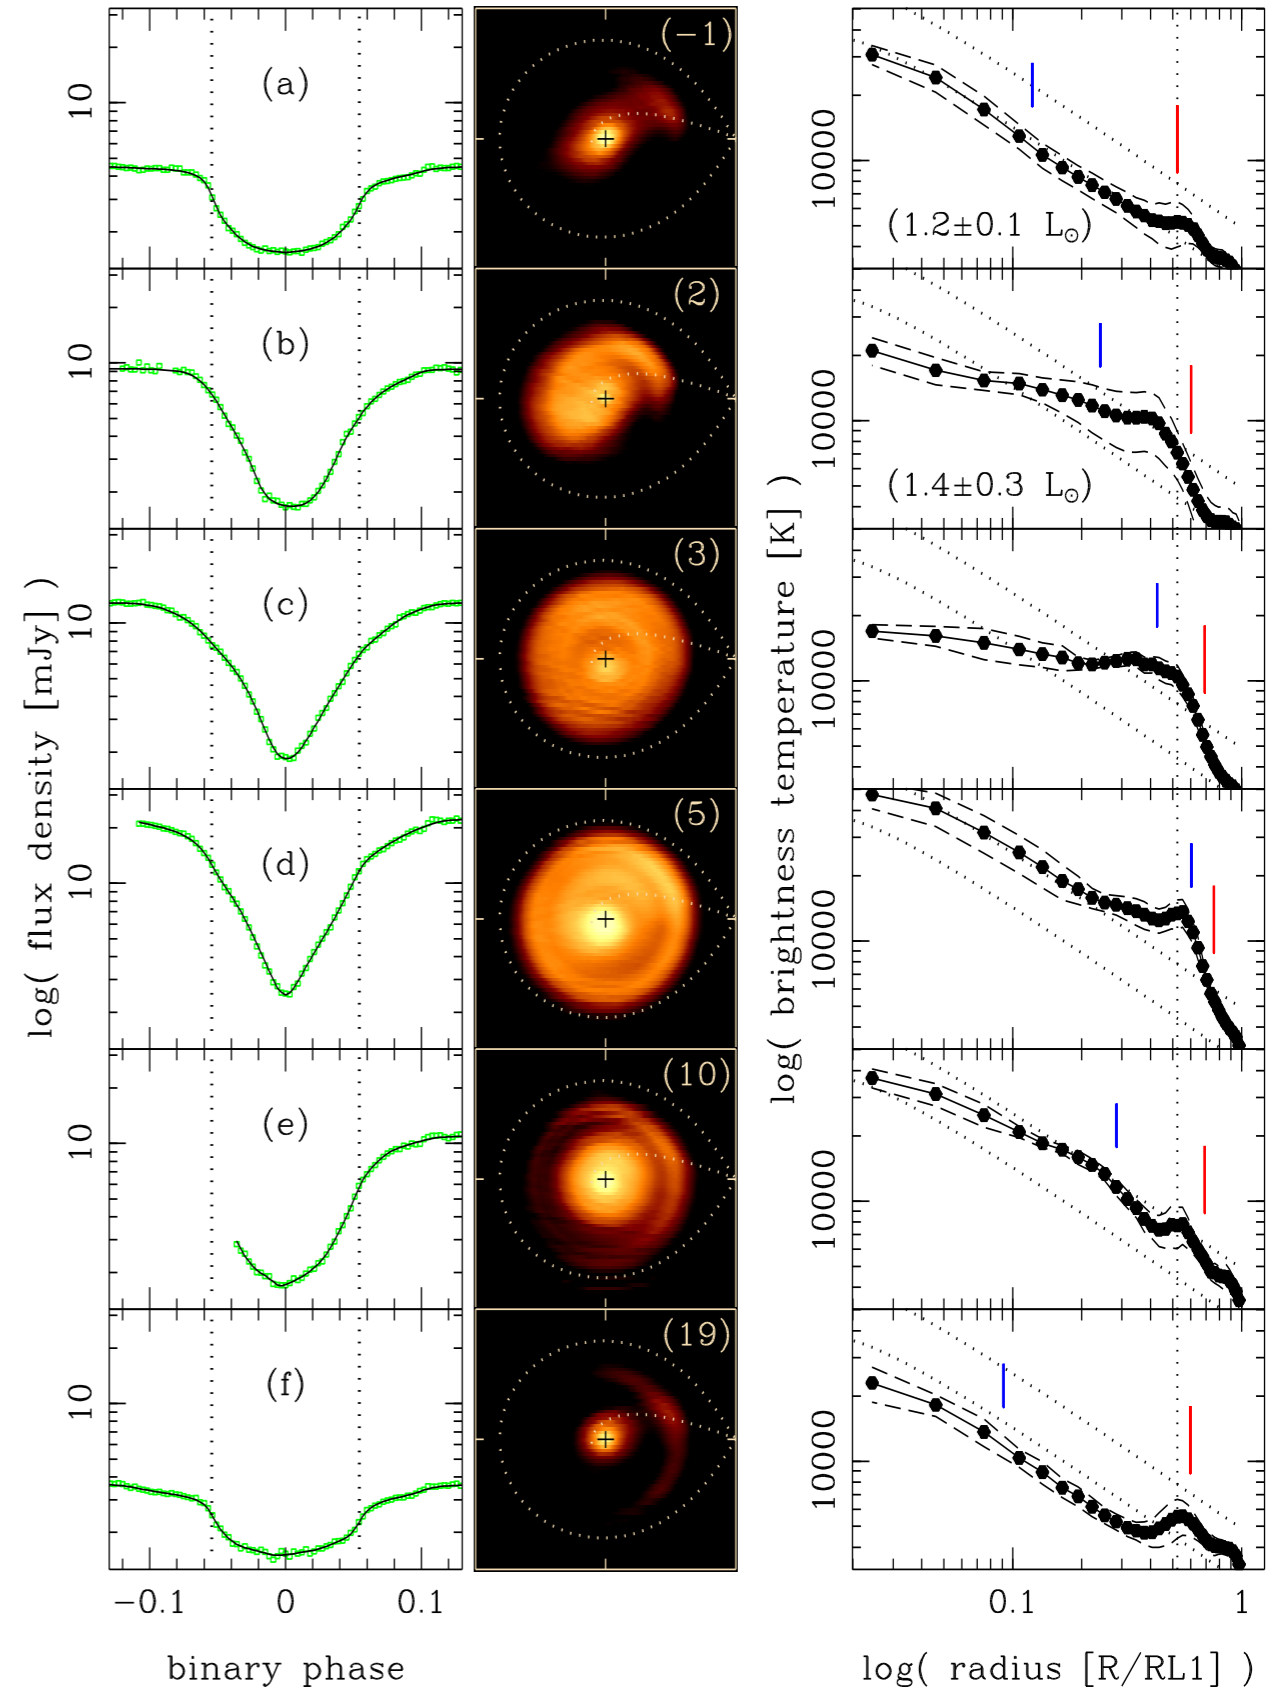 (a)
(−1)
(1.2±0.1 L⊙)
(b)
(2)
(1.4±0.3 L⊙)
(c)
(3)
(d)
(5)
(e)
(10)
(f)
(19)
10
10
10
10
10
10
log( flux density [mJy] )
10000
10000
10000
10000
10000
10000
log( brightness temperature [K] )
−0.1 0 0.1
0.1 1
binary phase
log( radius [R/RL1] )